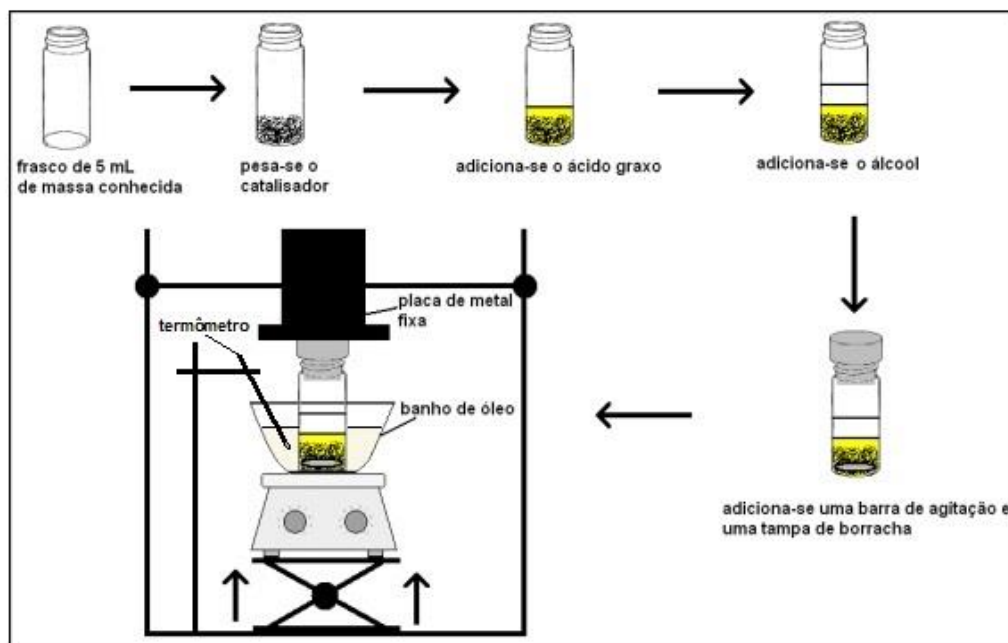 frasco de 5 mL
de massa conhecida
pesa-se o
catalisador
adiciona-se o ácido graxo
adiciona-se o álcool
placa de metal
fixa
termômetro
banho de óleo
adiciona-se uma barra de agitação e
uma tampa de borracha